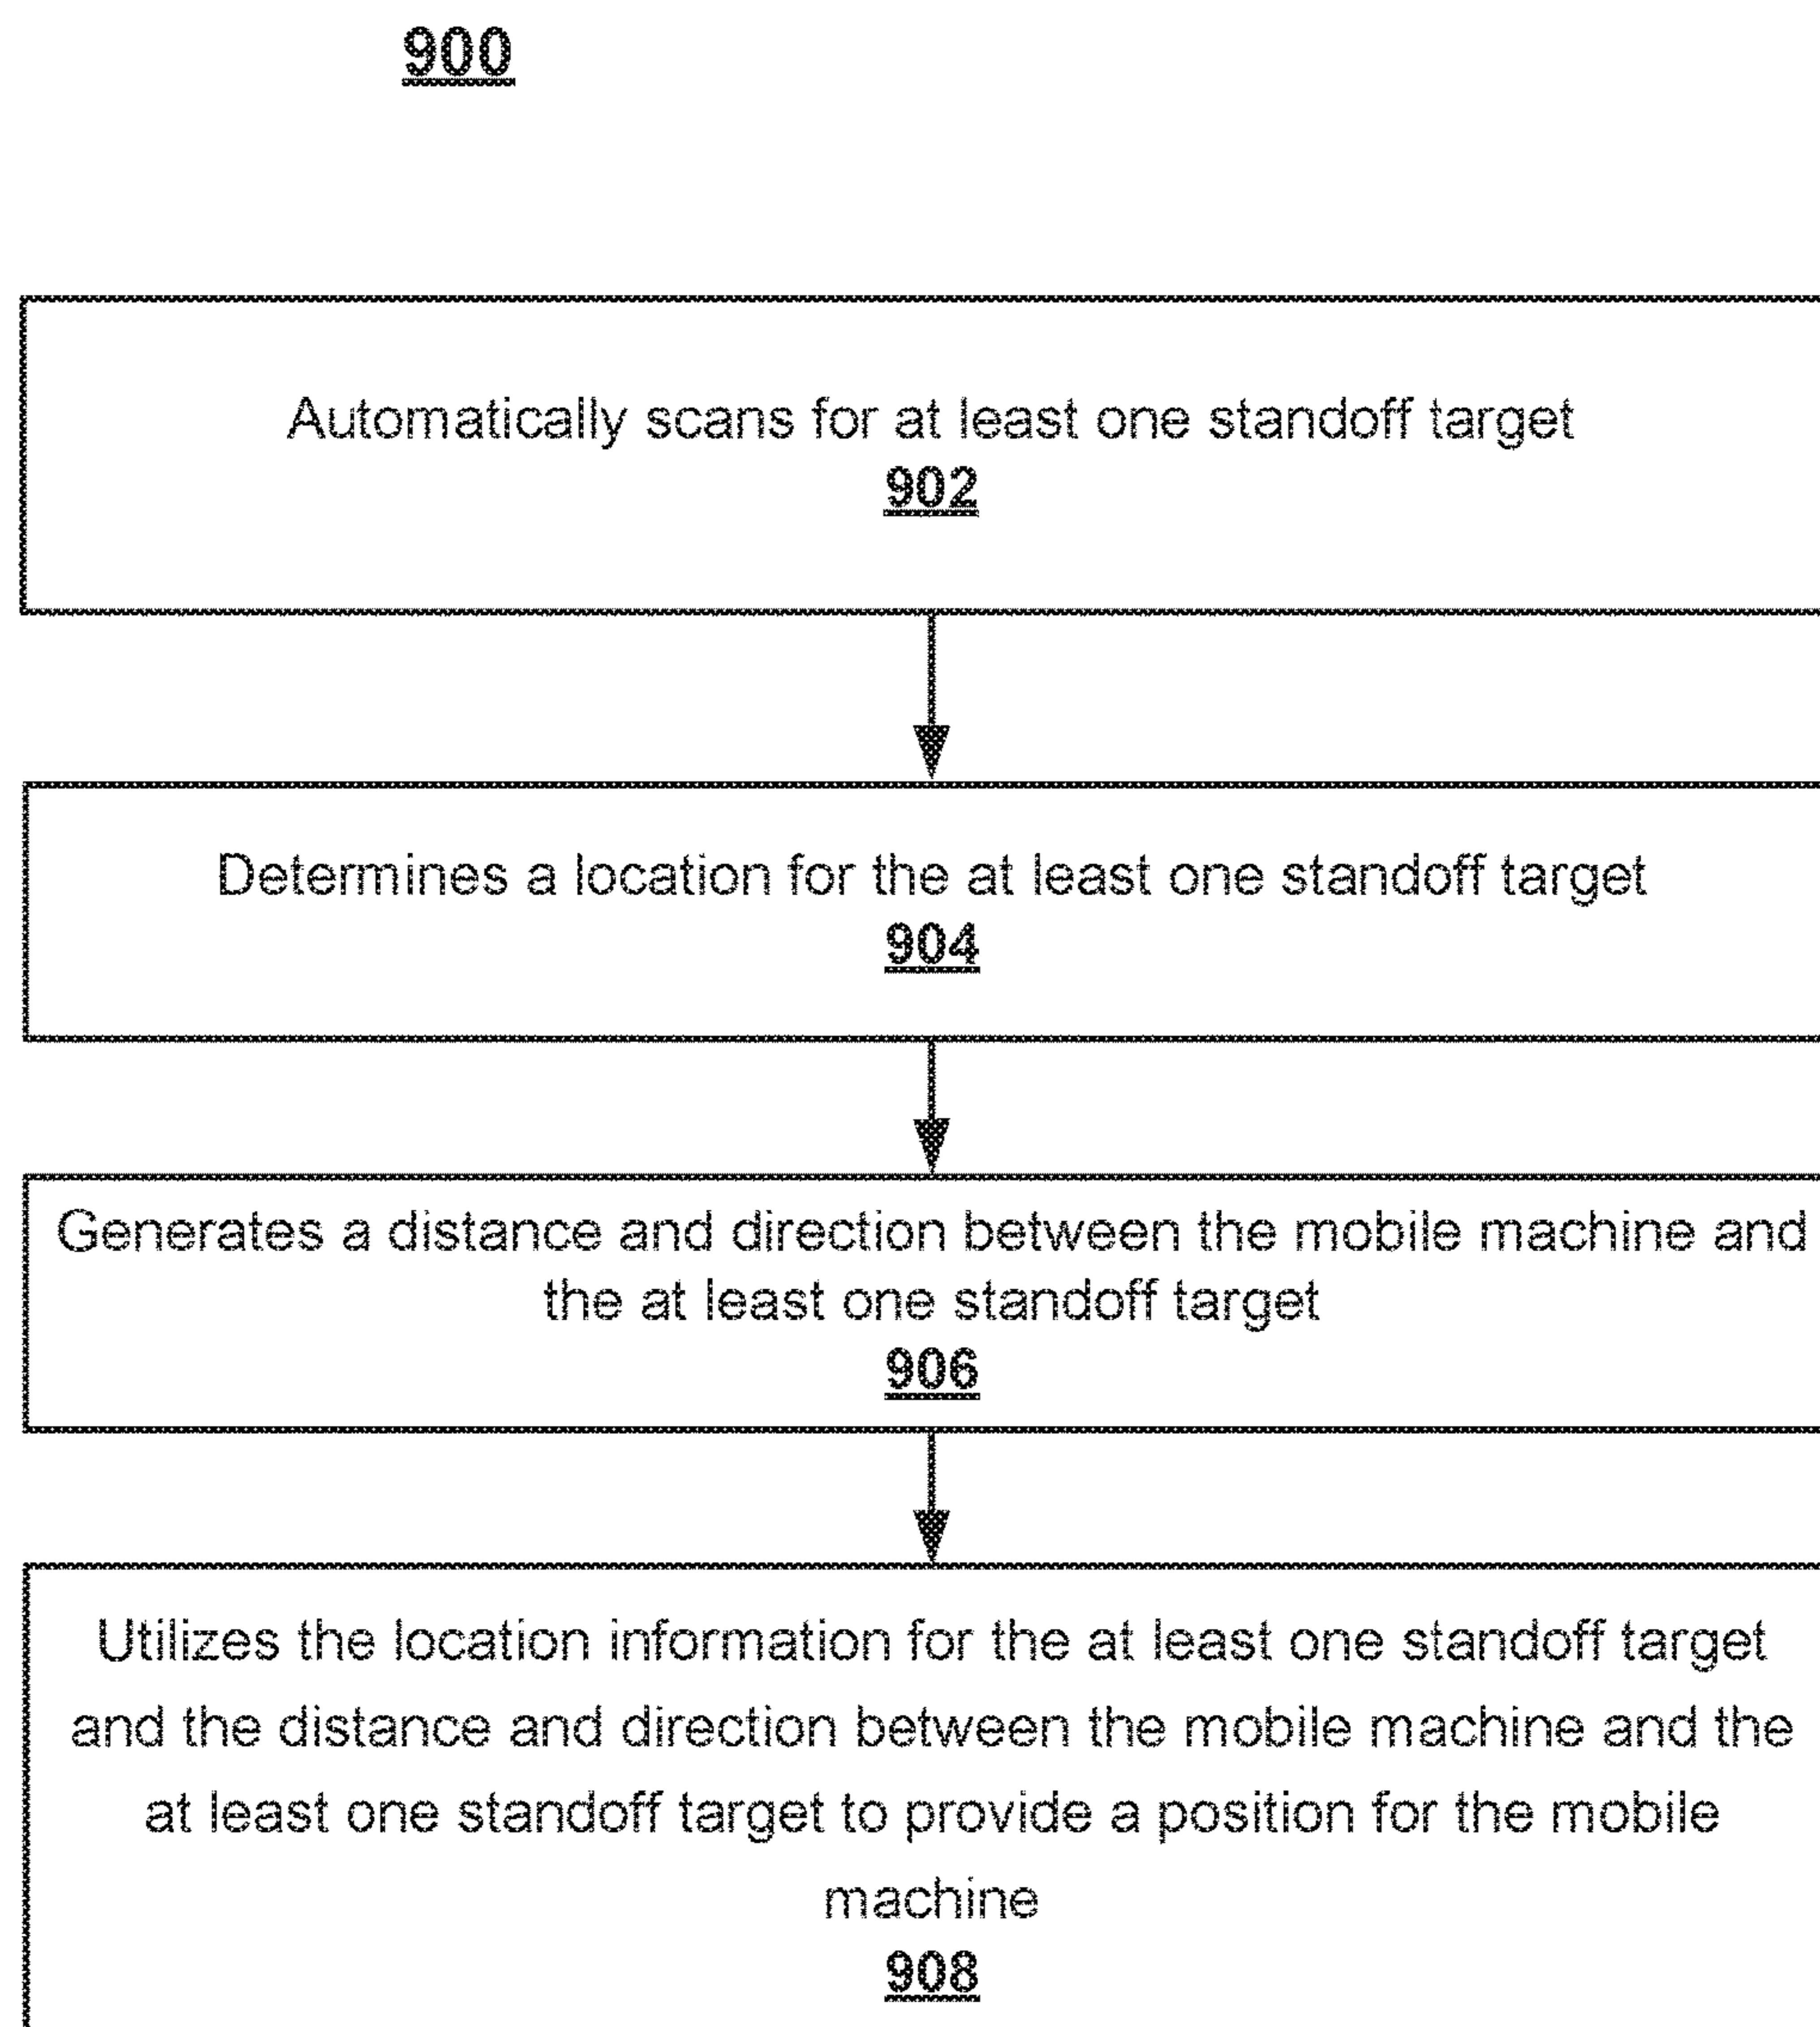 900
Automatically scans for at least one standoff target
902
Determines a location for the at least one standoff target
904
Generates a distance and direction between the mobile machine and
the at least one standoff target
906
Utilizes the location information for the at least one standoff target
and the distance and direction between the mobile machine and the
at least one standoff target to provide a position for the mobile
machine
908